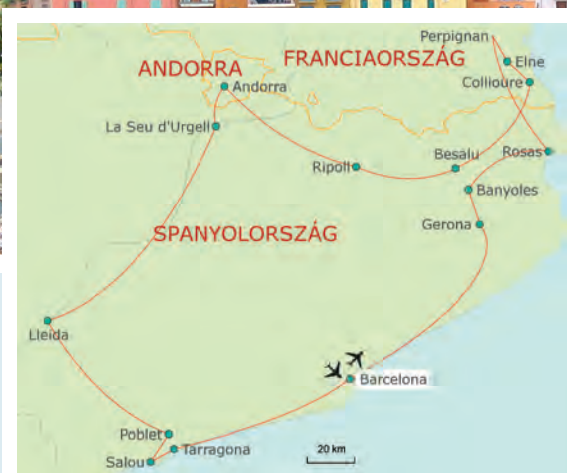 Perpignan
FRANCIAORSZÁG
Elne
ANDORRA
Collioure
Andorra
La Seu d'Urgell
Besalu
Rosas
Ripoll
Banyoles
Gerona
SPANYOLORSZÁG
Lleida
Barcelona
Poblet
Tarragona
20 km
Salou